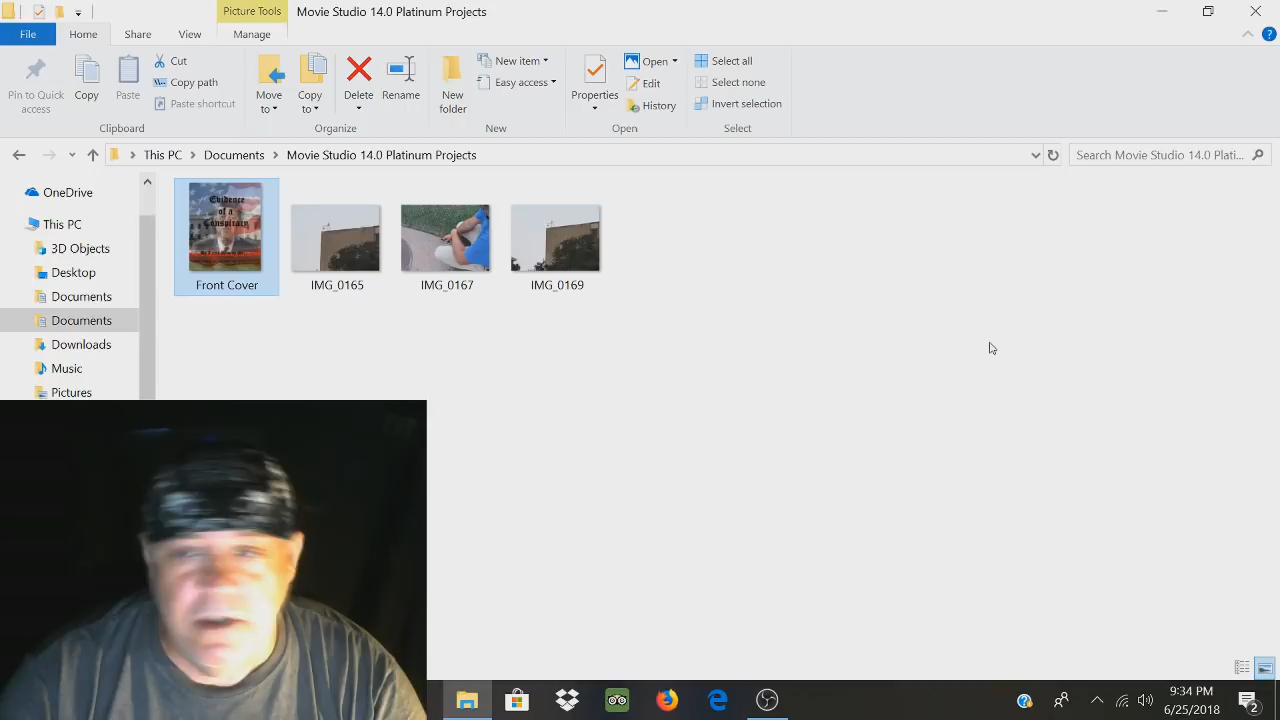 Picture Tools
Movie Studio 14.0 Platinum Projects
File
Home
Share
View
Manage
Pin to Quick access
Copy
Paste
Cut
Copy path
Paste shortcut
Clipboard
Move to
Copy to
Delete
Rename
Organize
New folder
New item
Easy access
New
Properties
Open
Edit
History
Open
Select all
Select none
Invert selection
Select
This PC
Documents
Movie Studio 14.0 Platinum Projects
Search Movie Studio 14.0 Plati...
OneDrive
This PC
3D Objects
Desktop
Documents
Documents
Downloads
Music
Pictures
Evidence
of a
Conspiracy
Front Cover
IMG_0165
IMG_0167
IMG_0169
9:34 PM
6/25/2018
2